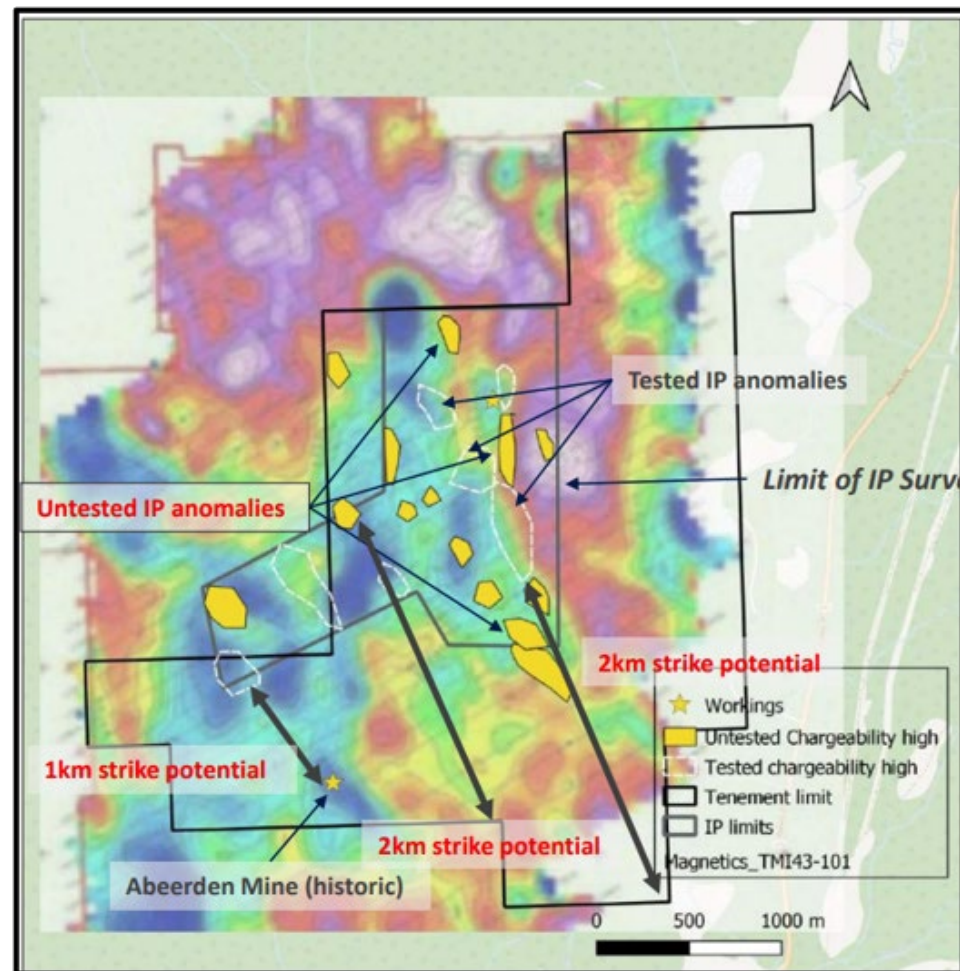 Tested IP anomalies
Limit of IP Surve
Untested IP anomalies
2km strike potential
1km strike potential
2km strike potential
Abeerden Mine (historic)
Workings
Untested Chargeability high
Tested chargeability high
Tenement limit
IP limits
Magnetics_TMI43-101
0 500 1000 m